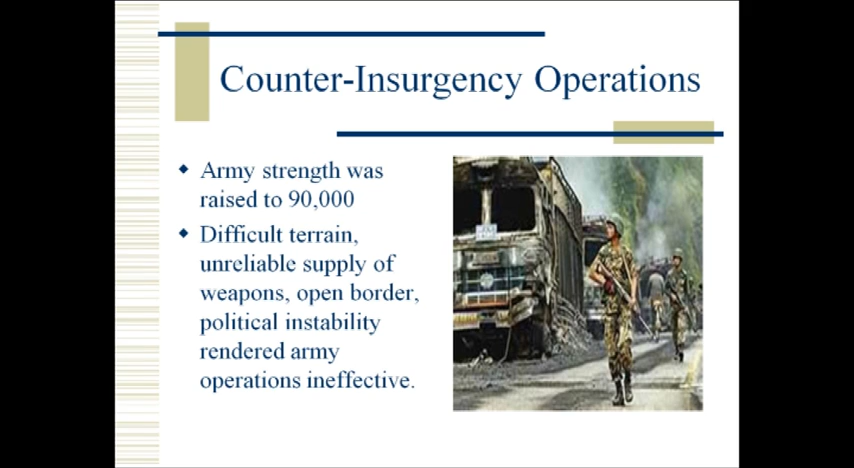 Counter-Insurgency Operations
Army strength was
raised to 90,000
Difficult terrain,
unreliable supply of
weapons, open border,
political instability
rendered army
operations ineffective.